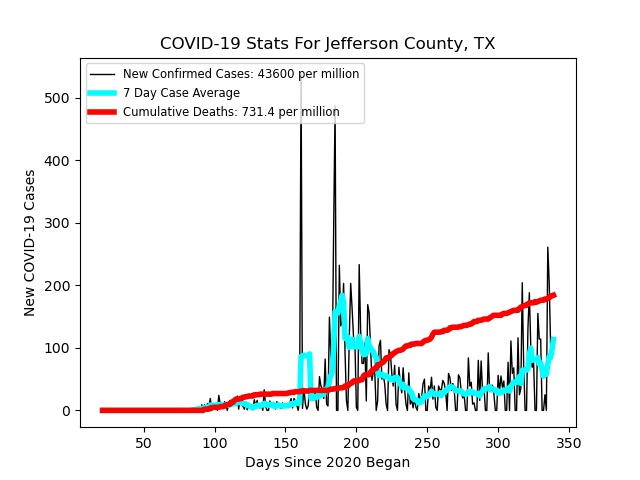 COVID-19 Stats For Jefferson County, TX
New Confirmed Cases: 43600 per million
7 Day Case Average
Cumulative Deaths: 731.4 per million
New COVID-19 Cases
500
400
300
200
100
0
50
100
150
200
250
300
350
Days Since 2020 Began